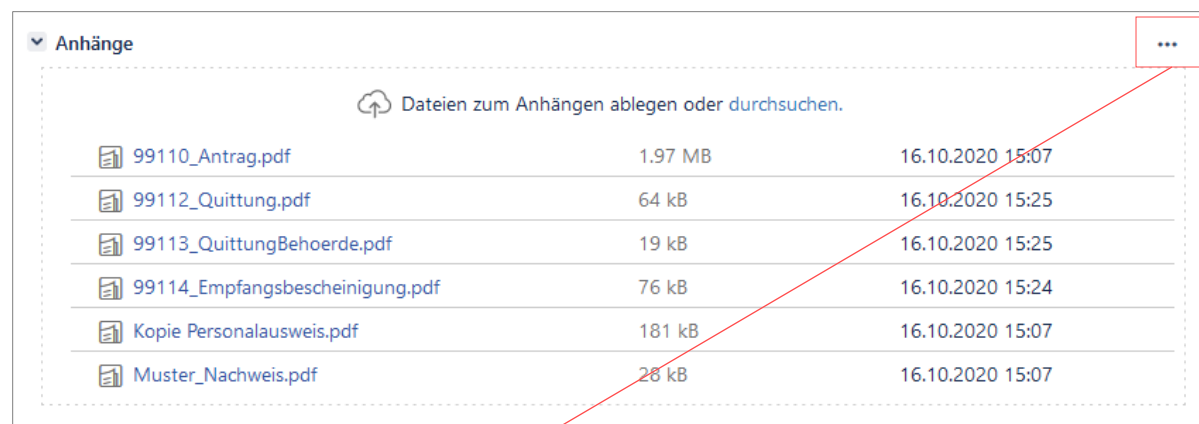 Anhänge
Dateien zum Anhängen ablegen oder durchsuchen.
99110_Antrag.pdf 1.97 MB 16.10.2020 15:07
99112_Quittung.pdf 64 kB 16.10.2020 15:25
99113_QuittungBehoerde.pdf 19 kB 16.10.2020 15:25
99114_Empfangsbescheinigung.pdf 76 kB 16.10.2020 15:24
Kopie Personalausweis.pdf 181 kB 16.10.2020 15:07
Muster_Nachweis.pdf 28 kB 16.10.2020 15:07